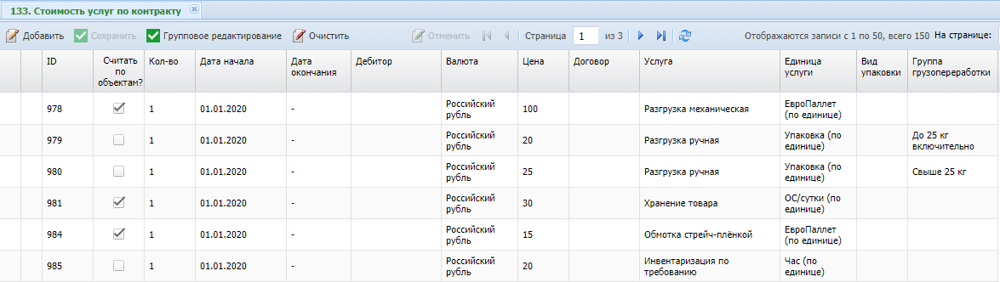 133. Стоимость услуг по контракту
Добавить Сохранить Групповое редактирование Очистить Отменить Страница 1 из 3 Отображаются записи с 1 по 50, всего 150 На странице:
ID Считать по объектам? Кол-во Дата начала Дата окончания Дебитор Валюта Цена Договор Услуга Единица услуги Вид упаковки Группа грузопереработки
978 1 01.01.2020 - Российский рубль 100 Разгрузка механическая ЕвроПаллет (по единице)
979 1 01.01.2020 - Российский рубль 20 Разгрузка ручная Упаковка (по единице) До 25 кг включительно
980 1 01.01.2020 - Российский рубль 25 Разгрузка ручная Упаковка (по единице) Свыше 25 кг
981 1 01.01.2020 - Российский рубль 30 Хранение товара ОС/сутки (по единице)
984 1 01.01.2020 - Российский рубль 15 Обмотка стрейч-плёнкой ЕвроПаллет (по единице)
985 1 01.01.2020 - Российский рубль 20 Инвентаризация по требованию Час (по единице)